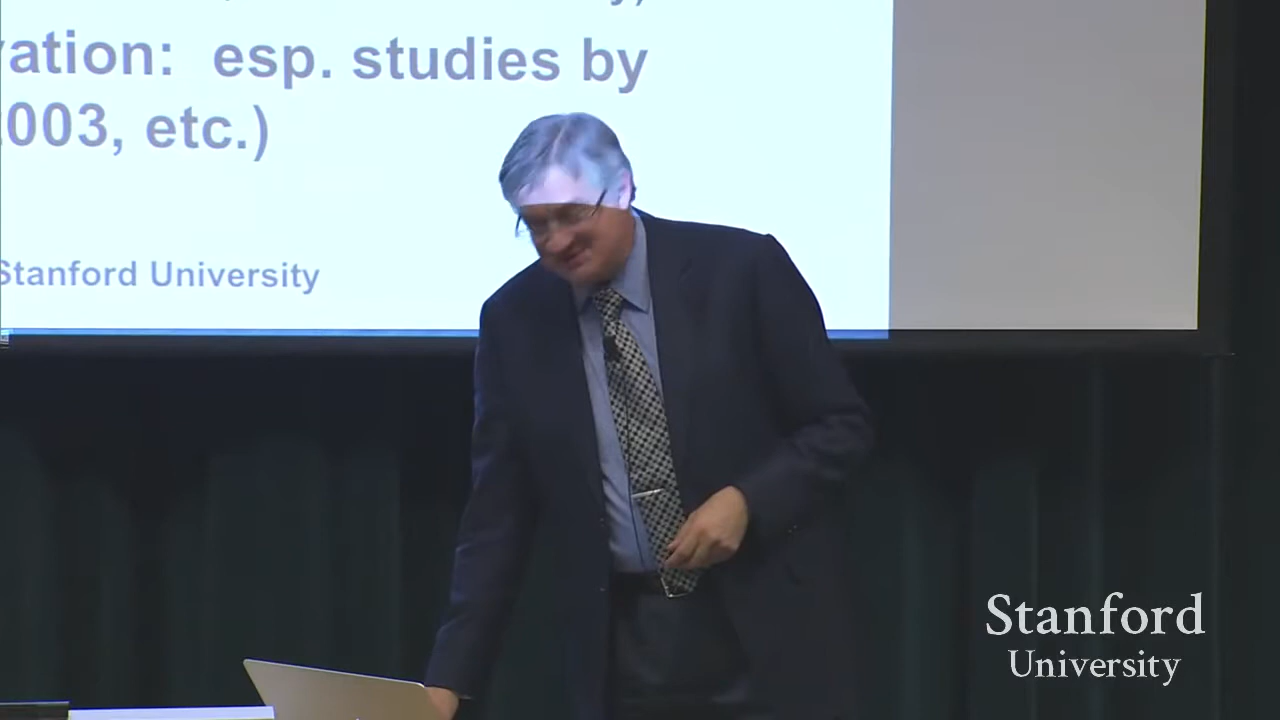 vation: esp. studies by
003, etc.)
Stanford University
Stanford
University